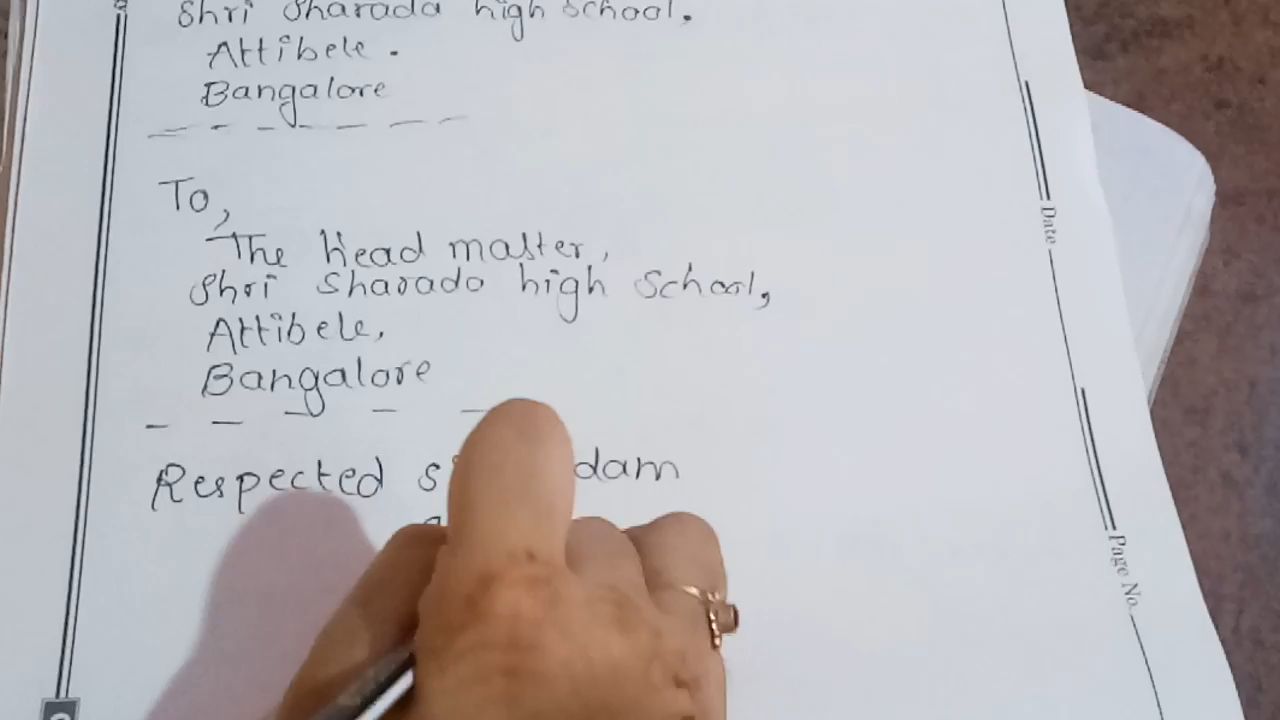 Shri Sharada high School.
Attibele.
Bangalore
To,
The Head master,
Shri Sharada high School,
Attibele,
Bangalore
Respected
Date
Page No.